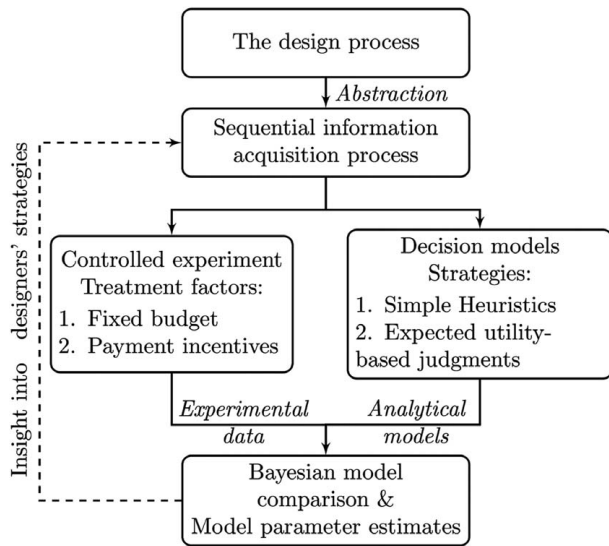 The design process
Abstraction
Sequential information
acquisition process
Insight into designers' strategies
Controlled experiment
Treatment factors:
1. Fixed budget
2. Payment incentives
Decision models
Strategies:
1. Simple Heuristics
2. Expected utility-
based judgments
Experimental
data
Analytical
models
Bayesian model
comparison &
Model parameter estimates